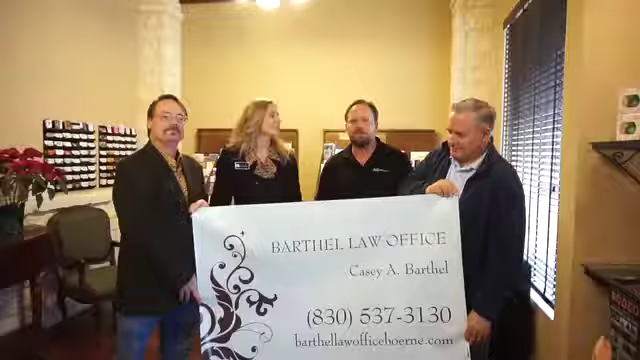 BARTHEL LAW OFFICE
Casey A. Barthel
(830) 537-3130
barthellawofficeboerne.com